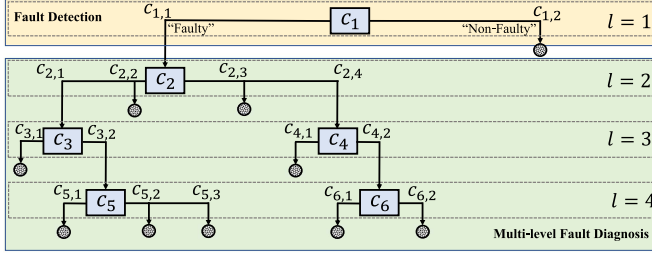 Fault Detection
c1,1
c1
c1,2
"Faulty"
"Non-Faulty"
l = 1
c2,1
c2,2
c2
c2,3
c2,4
l = 2
c3,1
c3
c3,2
c4,1
c4
c4,2
l = 3
c5,1
c5
c5,2
c5,3
c6,1
c6
c6,2
l = 4
Multi-level Fault Diagnosis